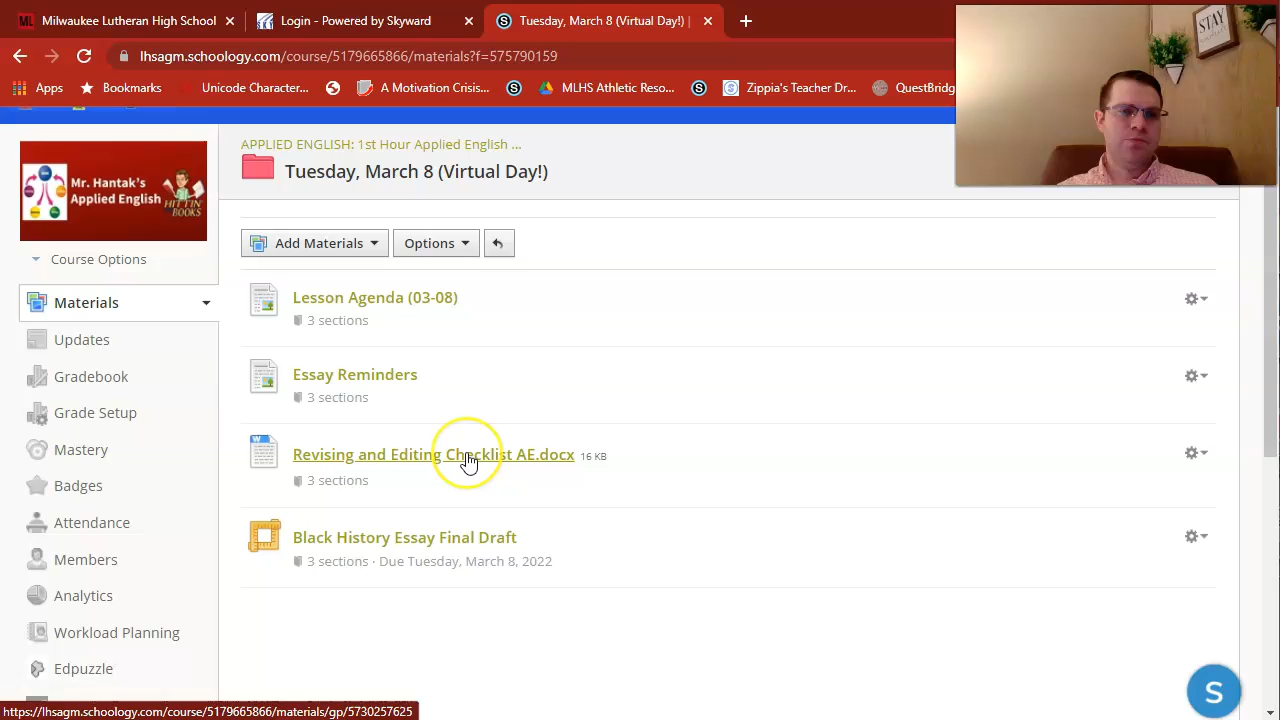 Milwaukee Lutheran High School
Login - Powered by Skyward
Tuesday, March 8 (Virtual Day!) |
lhsagm.schoology.com/course/5179665866/materials?f=575790159
Apps
Bookmarks
Unicode Character...
A Motivation Crisis...
MLHS Athletic Reso...
Zippia's Teacher Dr...
QuestBridg
STAY
Mr. Hantak's
Applied English
HITTIN'
BOOKS
APPLIED ENGLISH: 1st Hour Applied English ...
Tuesday, March 8 (Virtual Day!)
Course Options
Add Materials
Options
Materials
Updates
Gradebook
Grade Setup
Mastery
Badges
Attendance
Members
Analytics
Workload Planning
Edpuzzle
Lesson Agenda (03-08)
3 sections
Essay Reminders
3 sections
Revising and Editing Checklist AE.docx 16 KB
3 sections
Black History Essay Final Draft
3 sections · Due Tuesday, March 8, 2022
S
https://lhsagm.schoology.com/course/5179665866/materials/gp/5730257625